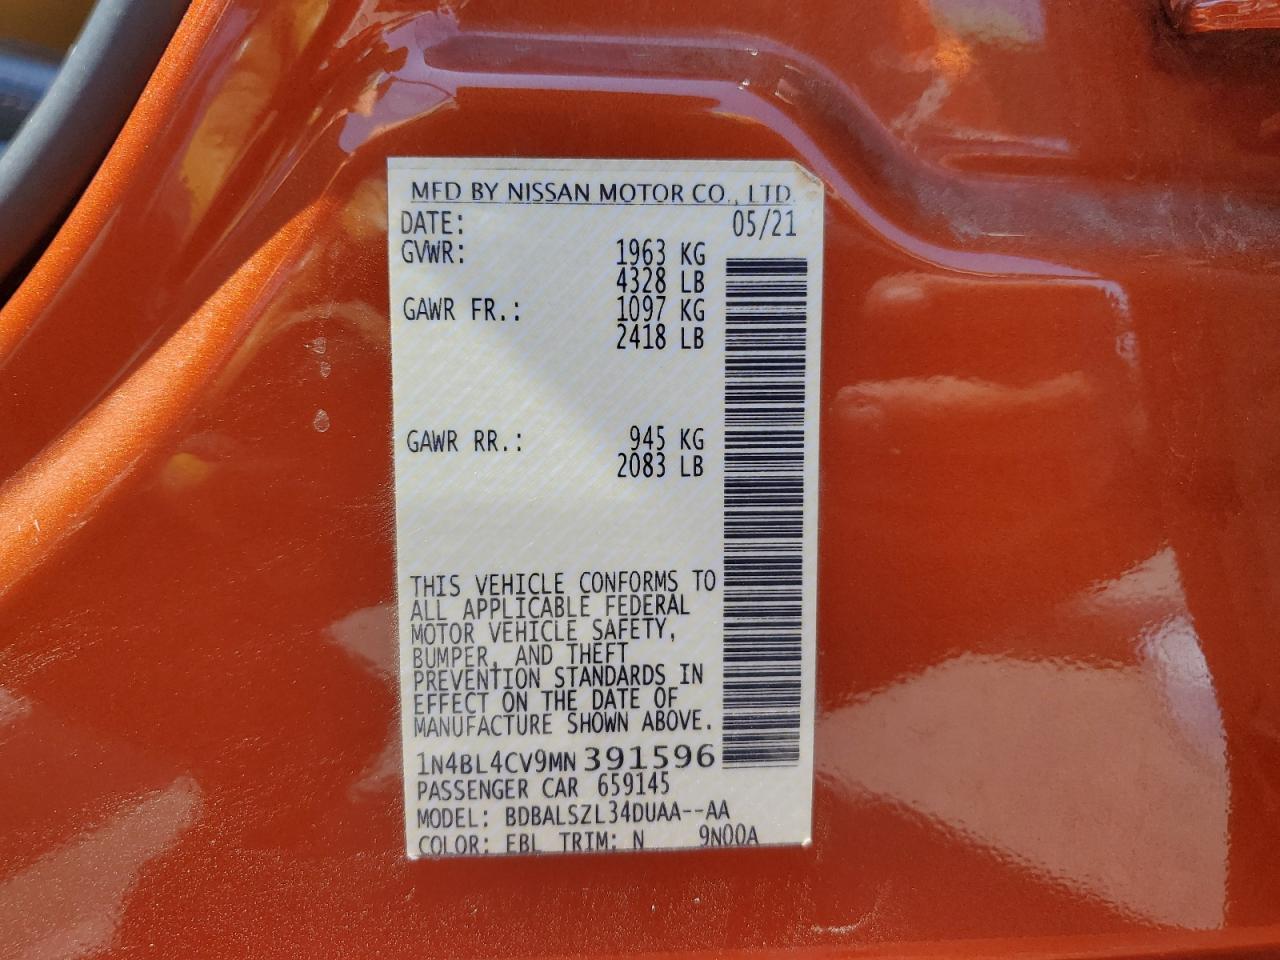 MFD BY NISSAN MOTOR CO., LTD.
DATE: 05/21
GVWR: 1963 KG
4328 LB
GAWR FR.: 1097 KG
2418 LB
GAWR RR.: 945 KG
2083 LB
THIS VEHICLE CONFORMS TO
ALL APPLICABLE FEDERAL
MOTOR VEHICLE SAFETY,
BUMPER, AND THEFT
PREVENTION STANDARDS IN
EFFECT ON THE DATE OF
MANUFACTURE SHOWN ABOVE.
1N4BL4CV9MN391596
PASSENGER CAR 659145
MODEL: BDBALSZL34DUAA--AA
COLOR: EBL TRIM: N 9N00A